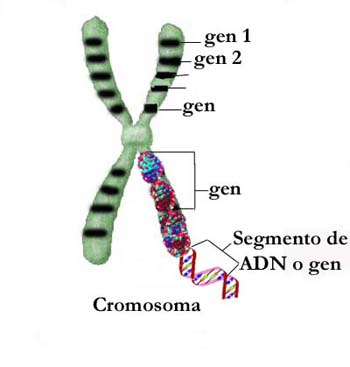 gen 1
gen 2
gen
gen
Segmento de
ADN o gen
Cromosoma